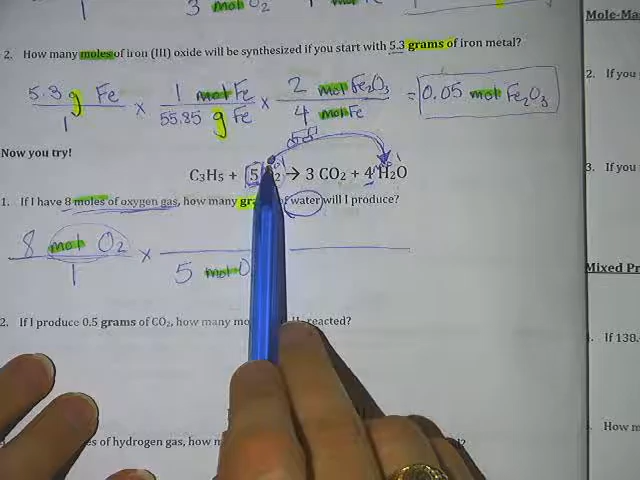 3 mol O₂
Mole-Mas
2. How many moles of iron (III) oxide will be synthesized if you start with 5.3 grams of iron metal?
2. If you
5.3 g Fe 1 mol Fe 2 mol Fe₂O₃
× × = 0.05 mol Fe₂O₃
1 55.85 g Fe 4 mol Fe
Now you try!
C₃H₅ + 5 O₂ → 3 CO₂ + 4 H₂O
3. If yo
1. If I have 8 moles of oxygen gas, how many of water will I produce?
8 mol O₂ ×
1 5 mol O
Mixed Pr
2. If I produce 0.5 grams of CO₂, how many reacted?
. If 138.
es of hydrogen gas, how
How m